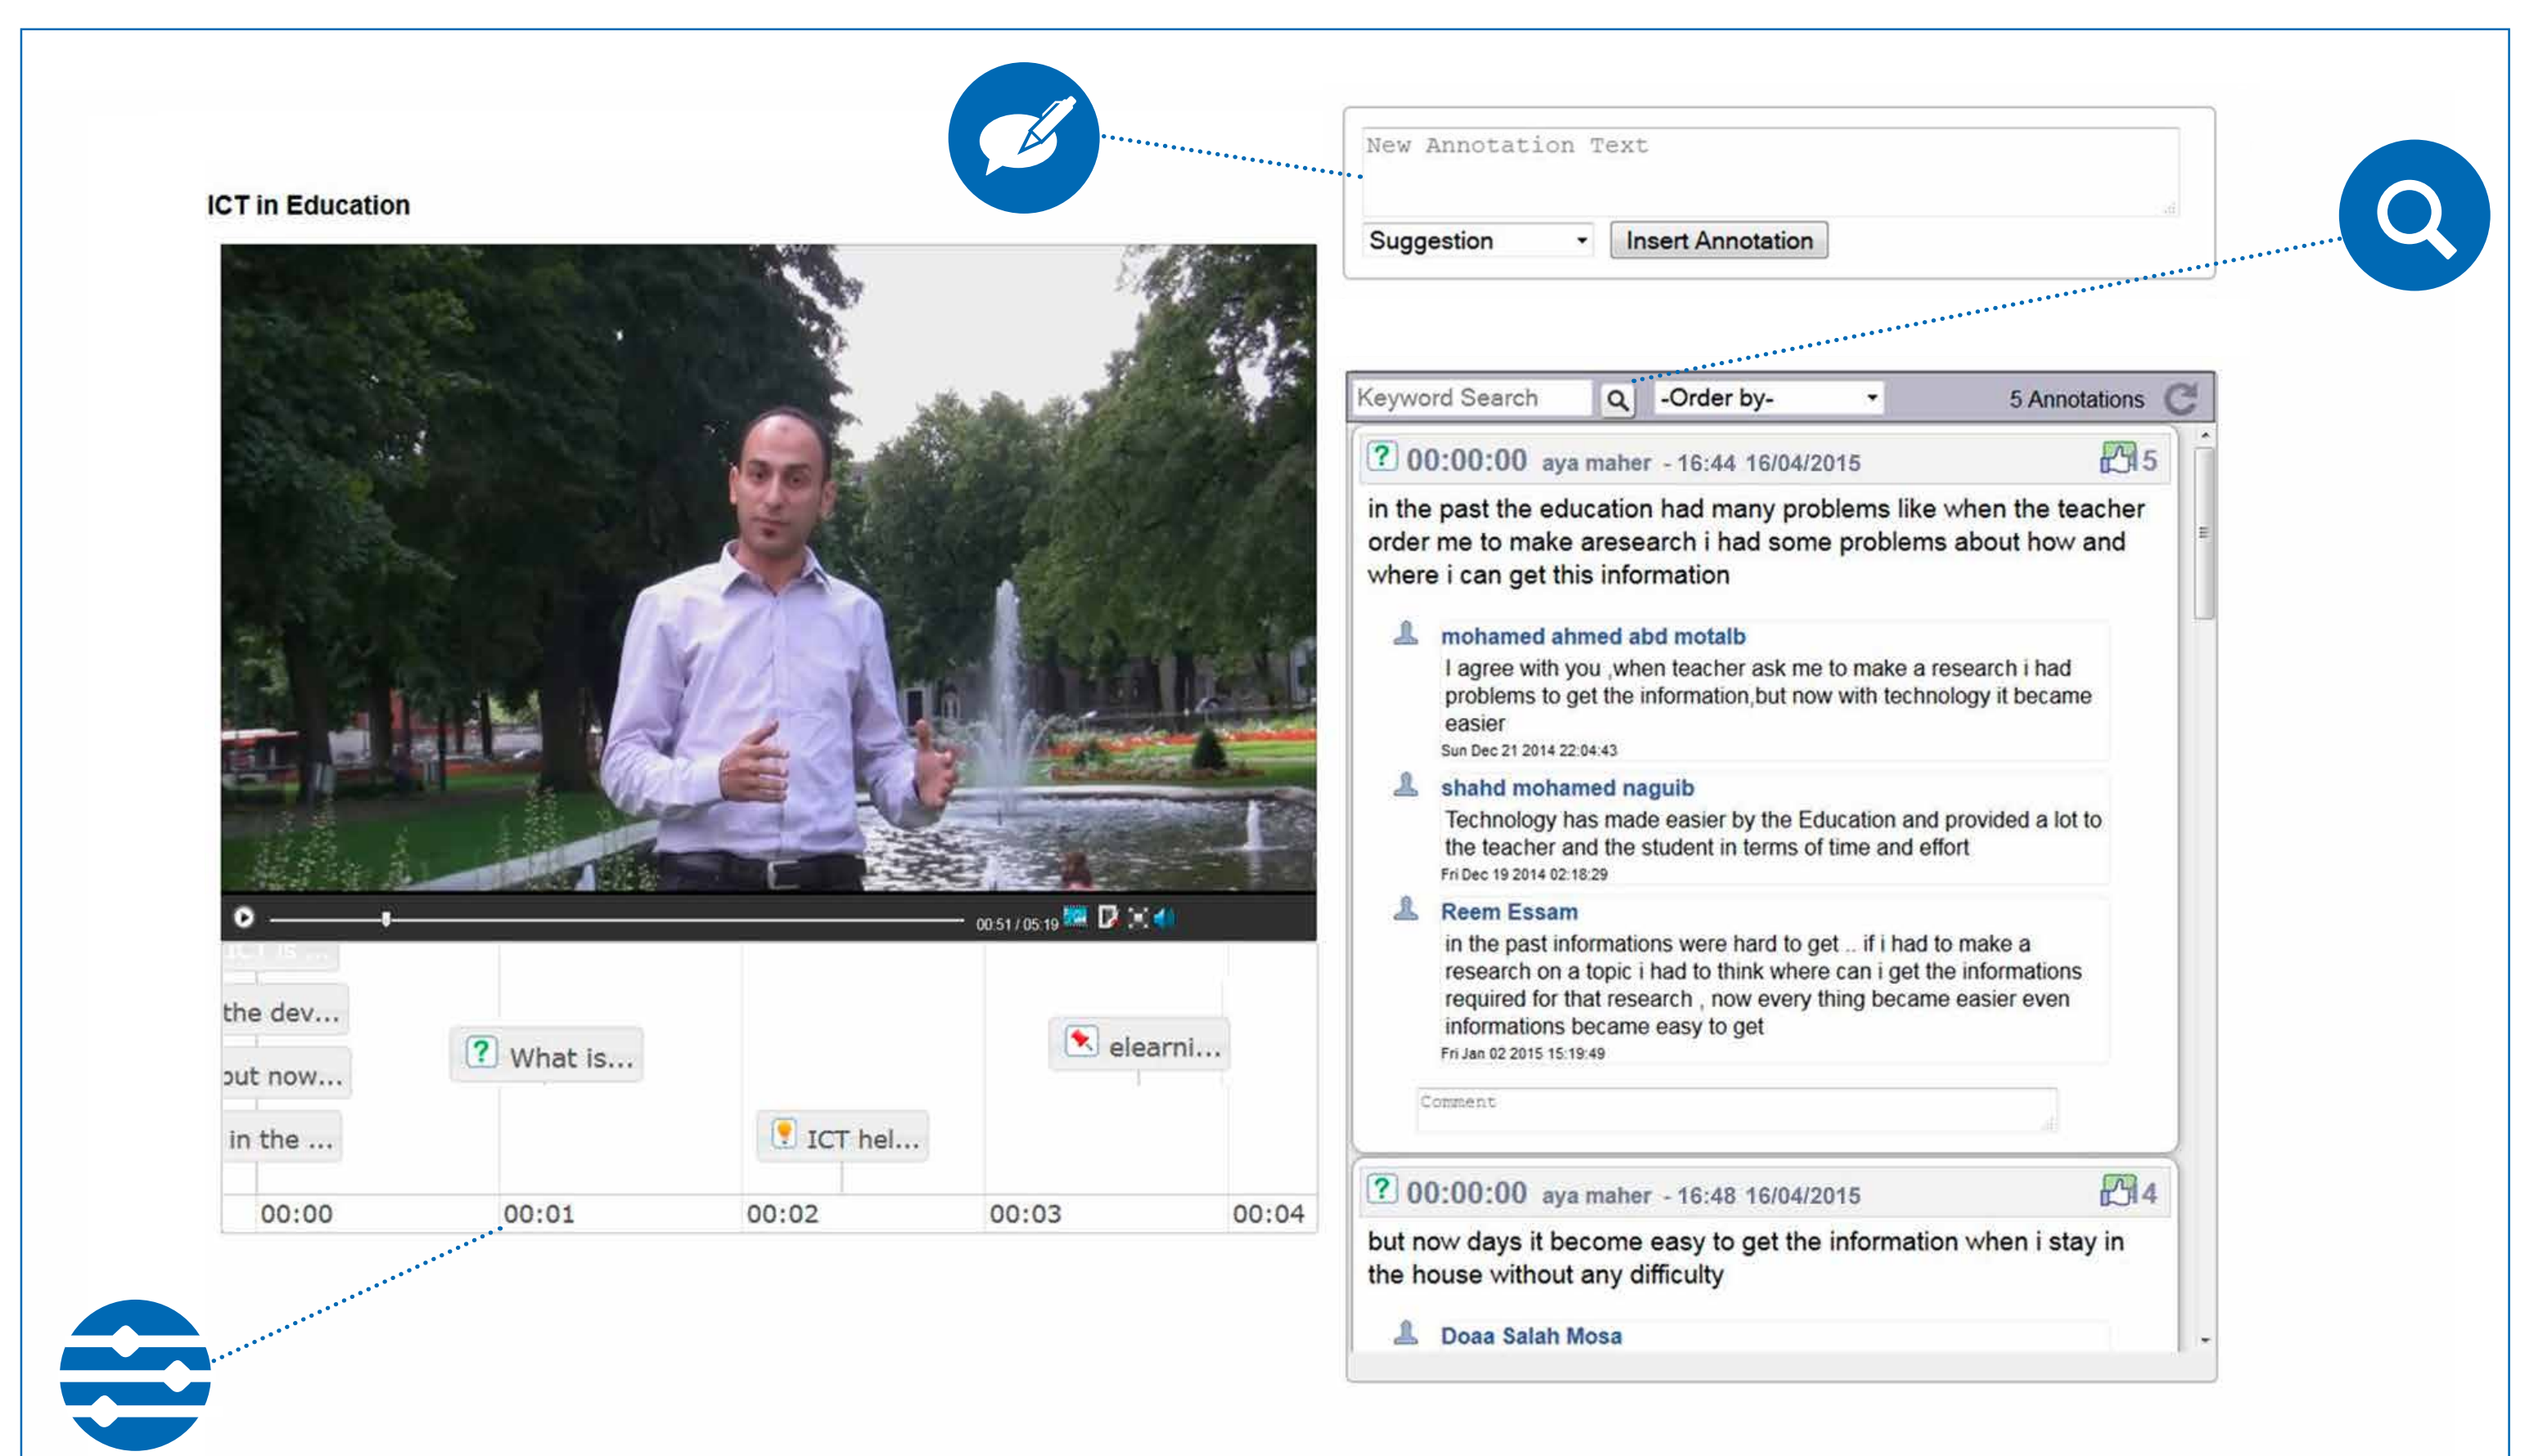 ICT in Education
New Annotation Text
Suggestion
Insert Annotation
Keyword Search
-Order by-
5 Annotations
00:00:00 aya maher - 16:44 16/04/2015
5
in the past the education had many problems like when the teacher
order me to make aresearch i had some problems about how and
where i can get this information
mohamed ahmed abd motalb
I agree with you ,when teacher ask me to make a research i had
problems to get the information,but now with technology it became
easier
Sun Dec 21 2014 22:04:43
shahd mohamed naguib
Technology has made easier by the Education and provided a lot to
the teacher and the student in terms of time and effort
Fri Dec 19 2014 02:18:29
Reem Essam
in the past informations were hard to get .. if i had to make a
research on a topic i had to think where can i get the informations
required for that research , now every thing became easier even
informations became easy to get
Fri Jan 02 2015 15:19:49
Comment
? 00:00:00 aya maher - 16:48 16/04/2015
4
but now days it become easy to get the information when i stay in
the house without any difficulty
Doaa Salah Mosa
00:51 / 05:19
ICT is ...
the dev...
? What is...
elearni...
but now...
in the ...
ICT hel...
00:00
00:01
00:02
00:03
00:04